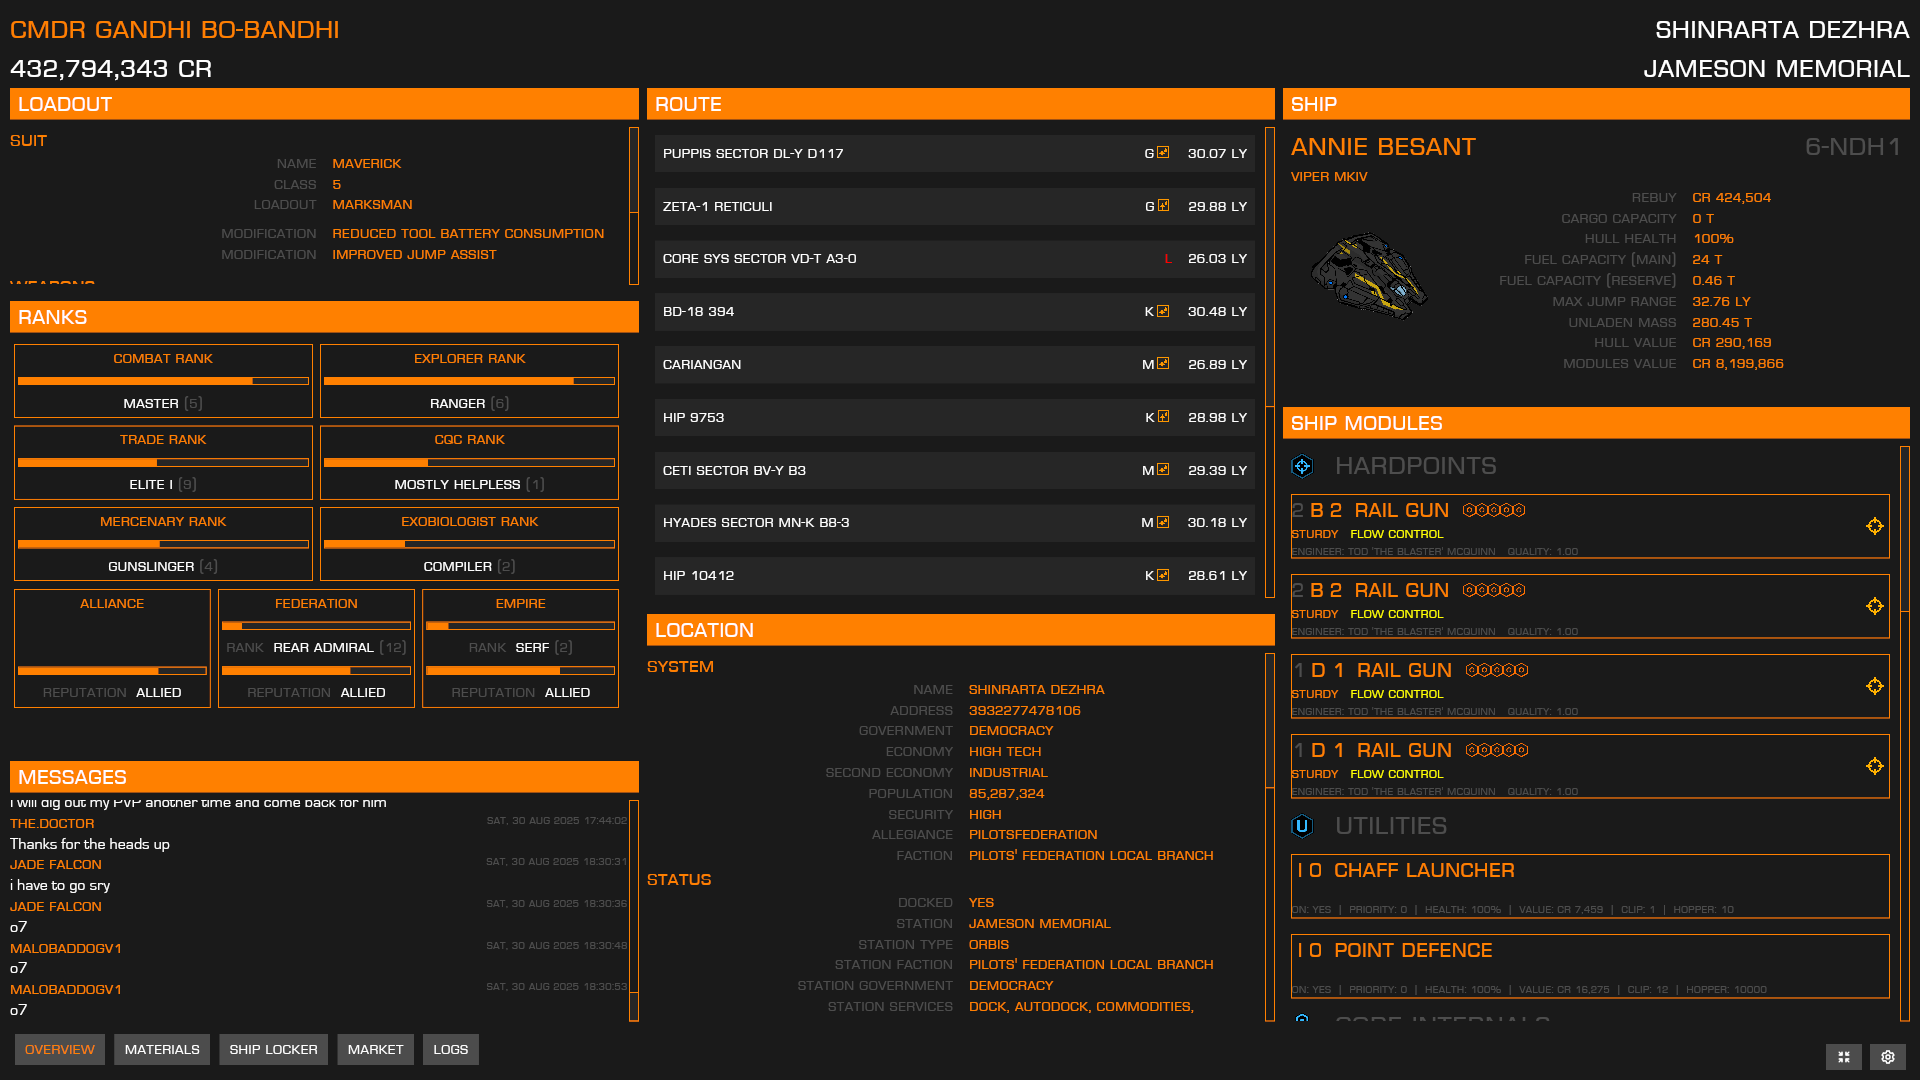 CMDR GANDHI BO-BANDHI
432,794,343 CR
SHINRARTA DEZHRA
JAMESON MEMORIAL
LOADOUT
SUIT
NAME MAVERICK
CLASS 5
LOADOUT MARKSMAN
MODIFICATION REDUCED TOOL BATTERY CONSUMPTION
MODIFICATION IMPROVED JUMP ASSIST
WEAPONS
RANKS
COMBAT RANK
MASTER (5)
EXPLORER RANK
RANGER (6)
TRADE RANK
ELITE I (9)
CQC RANK
MOSTLY HELPLESS (1)
MERCENARY RANK
GUNSLINGER (4)
EXOBIOLOGIST RANK
COMPILER (2)
ALLIANCE
REPUTATION ALLIED
FEDERATION
RANK REAR ADMIRAL (12)
REPUTATION ALLIED
EMPIRE
RANK SERF (2)
REPUTATION ALLIED
MESSAGES
I will dig out my PVP another time and come back for him
THE.DOCTOR SAT, 30 AUG 2025 17:44:02
Thanks for the heads up
JADE FALCON SAT, 30 AUG 2025 18:30:31
i have to go sry
JADE FALCON SAT, 30 AUG 2025 18:30:36
o7
MALOBADDOGV1 SAT, 30 AUG 2025 18:30:48
o7
MALOBADDOGV1 SAT, 30 AUG 2025 18:30:53
o7
ROUTE
PUPPIS SECTOR DL-Y D117 G 30.07 LY
ZETA-1 RETICULI G 29.88 LY
CORE SYS SECTOR VD-T A3-0 L 26.03 LY
BD-18 394 K 30.48 LY
CARIANGAN M 26.89 LY
HIP 9753 K 28.98 LY
CETI SECTOR BV-Y B3 M 29.39 LY
HYADES SECTOR MN-K B8-3 M 30.18 LY
HIP 10412 K 28.61 LY
LOCATION
SYSTEM
NAME SHINRARTA DEZHRA
ADDRESS 3932277478106
GOVERNMENT DEMOCRACY
ECONOMY HIGH TECH
SECOND ECONOMY INDUSTRIAL
POPULATION 85,287,324
SECURITY HIGH
ALLEGIANCE PILOTSFEDERATION
FACTION PILOTS' FEDERATION LOCAL BRANCH
STATUS
DOCKED YES
STATION JAMESON MEMORIAL
STATION TYPE ORBIS
STATION FACTION PILOTS' FEDERATION LOCAL BRANCH
STATION GOVERNMENT DEMOCRACY
STATION SERVICES DOCK, AUTODOCK, COMMODITIES,
SHIP
ANNIE BESANT 6-NDH1
VIPER MKIV
REBUY CR 424,504
CARGO CAPACITY 0 T
HULL HEALTH 100%
FUEL CAPACITY (MAIN) 24 T
FUEL CAPACITY (RESERVE) 0.46 T
MAX JUMP RANGE 32.76 LY
UNLADEN MASS 280.45 T
HULL VALUE CR 290,169
MODULES VALUE CR 8,199,866
SHIP MODULES
HARDPOINTS
2 B 2 RAIL GUN
STURDY FLOW CONTROL
ENGINEER: TOD 'THE BLASTER' MCQUINN QUALITY: 1.00
2 B 2 RAIL GUN
STURDY FLOW CONTROL
ENGINEER: TOD 'THE BLASTER' MCQUINN QUALITY: 1.00
1 D 1 RAIL GUN
STURDY FLOW CONTROL
ENGINEER: TOD 'THE BLASTER' MCQUINN QUALITY: 1.00
1 D 1 RAIL GUN
STURDY FLOW CONTROL
ENGINEER: TOD 'THE BLASTER' MCQUINN QUALITY: 1.00
U UTILITIES
I 0 CHAFF LAUNCHER
ON: YES | PRIORITY: 0 | HEALTH: 100% | VALUE: CR 7,459 | CLIP: 1 | HOPPER: 10
I 0 POINT DEFENCE
ON: YES | PRIORITY: 0 | HEALTH: 100% | VALUE: CR 16,275 | CLIP: 12 | HOPPER: 10000
CORE INTERNALS
OVERVIEW
MATERIALS
SHIP LOCKER
MARKET
LOGS